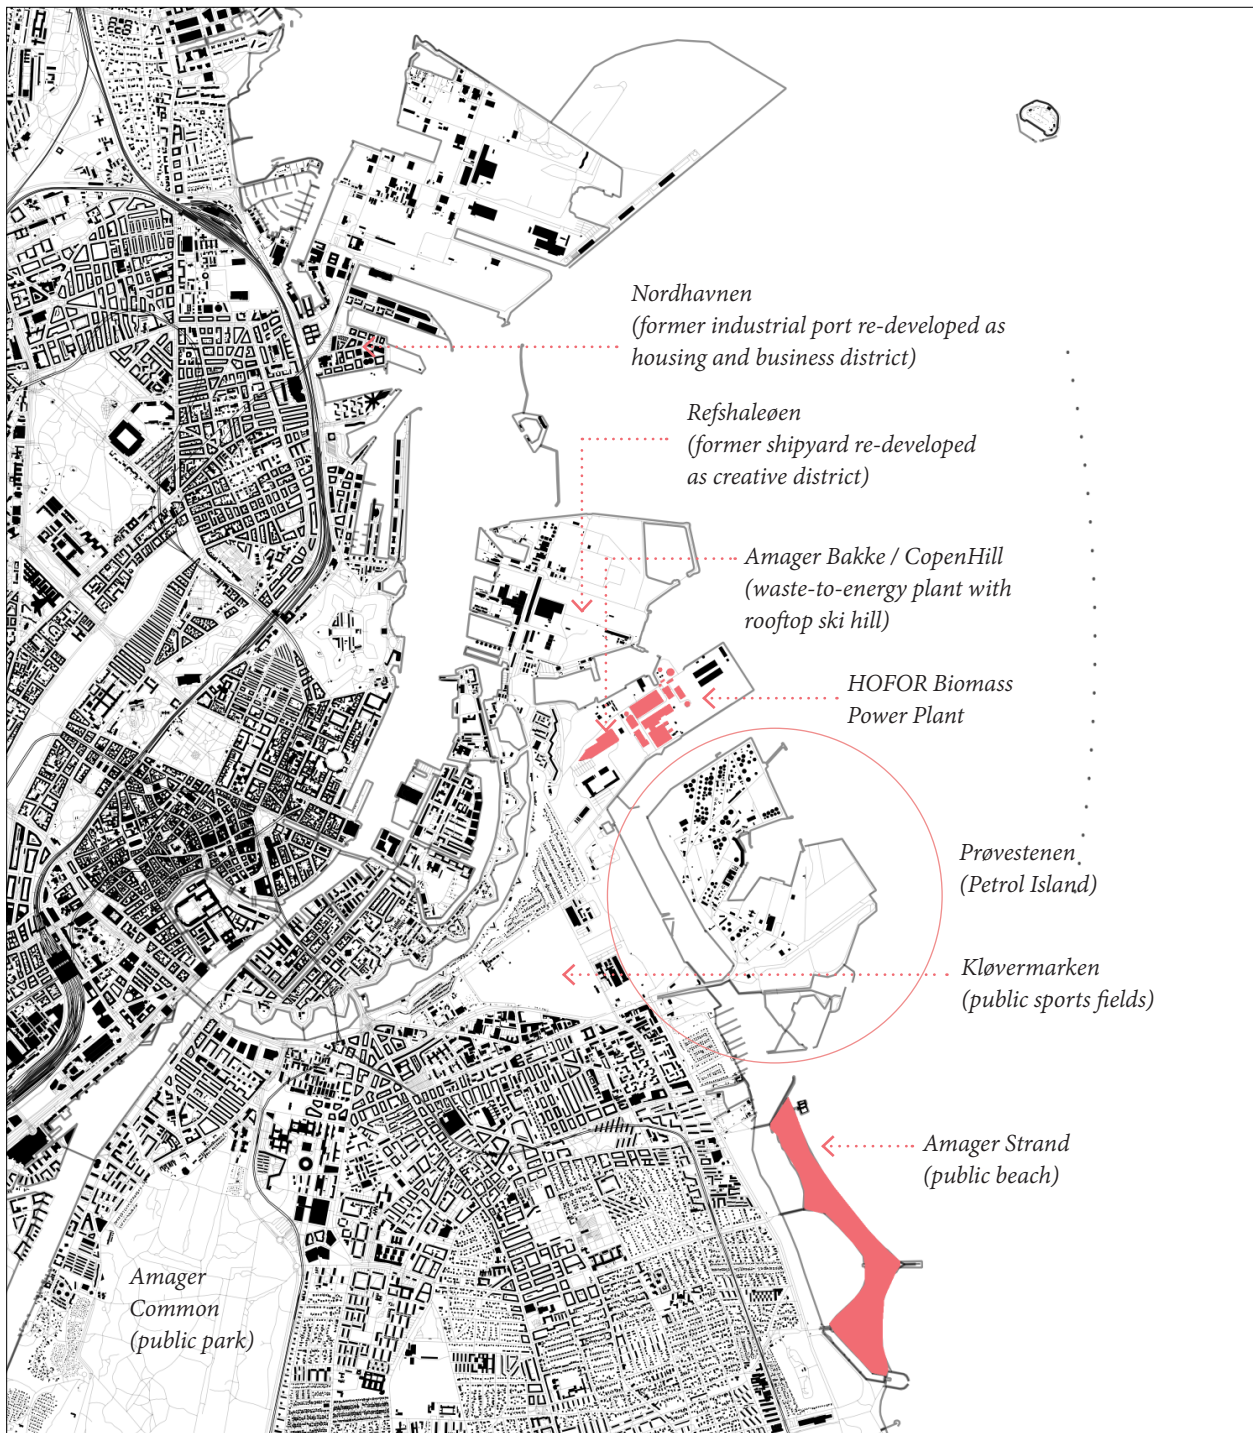 Nordhavnen
(former industrial port re-developed as
housing and business district)
Refshaleøen
(former shipyard re-developed
as creative district)
Amager Bakke / CopenHill
(waste-to-energy plant with
rooftop ski hill)
HOFOR Biomass
Power Plant
Prøvestenen
(Petrol Island)
Kløvermarken
(public sports fields)
Amager Strand
(public beach)
Amager
Common
(public park)